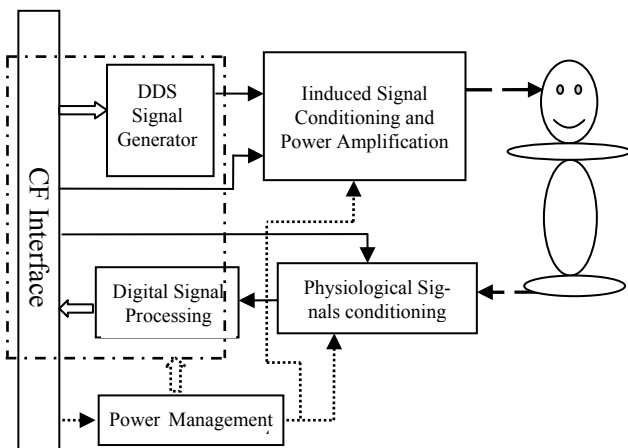 DDS
Signal
Generator
Iinduced Signal
Conditioning and
Power Amplification
CF Interface
Digital Signal
Processing
Physiological Sig-
nals conditioning
Power Management